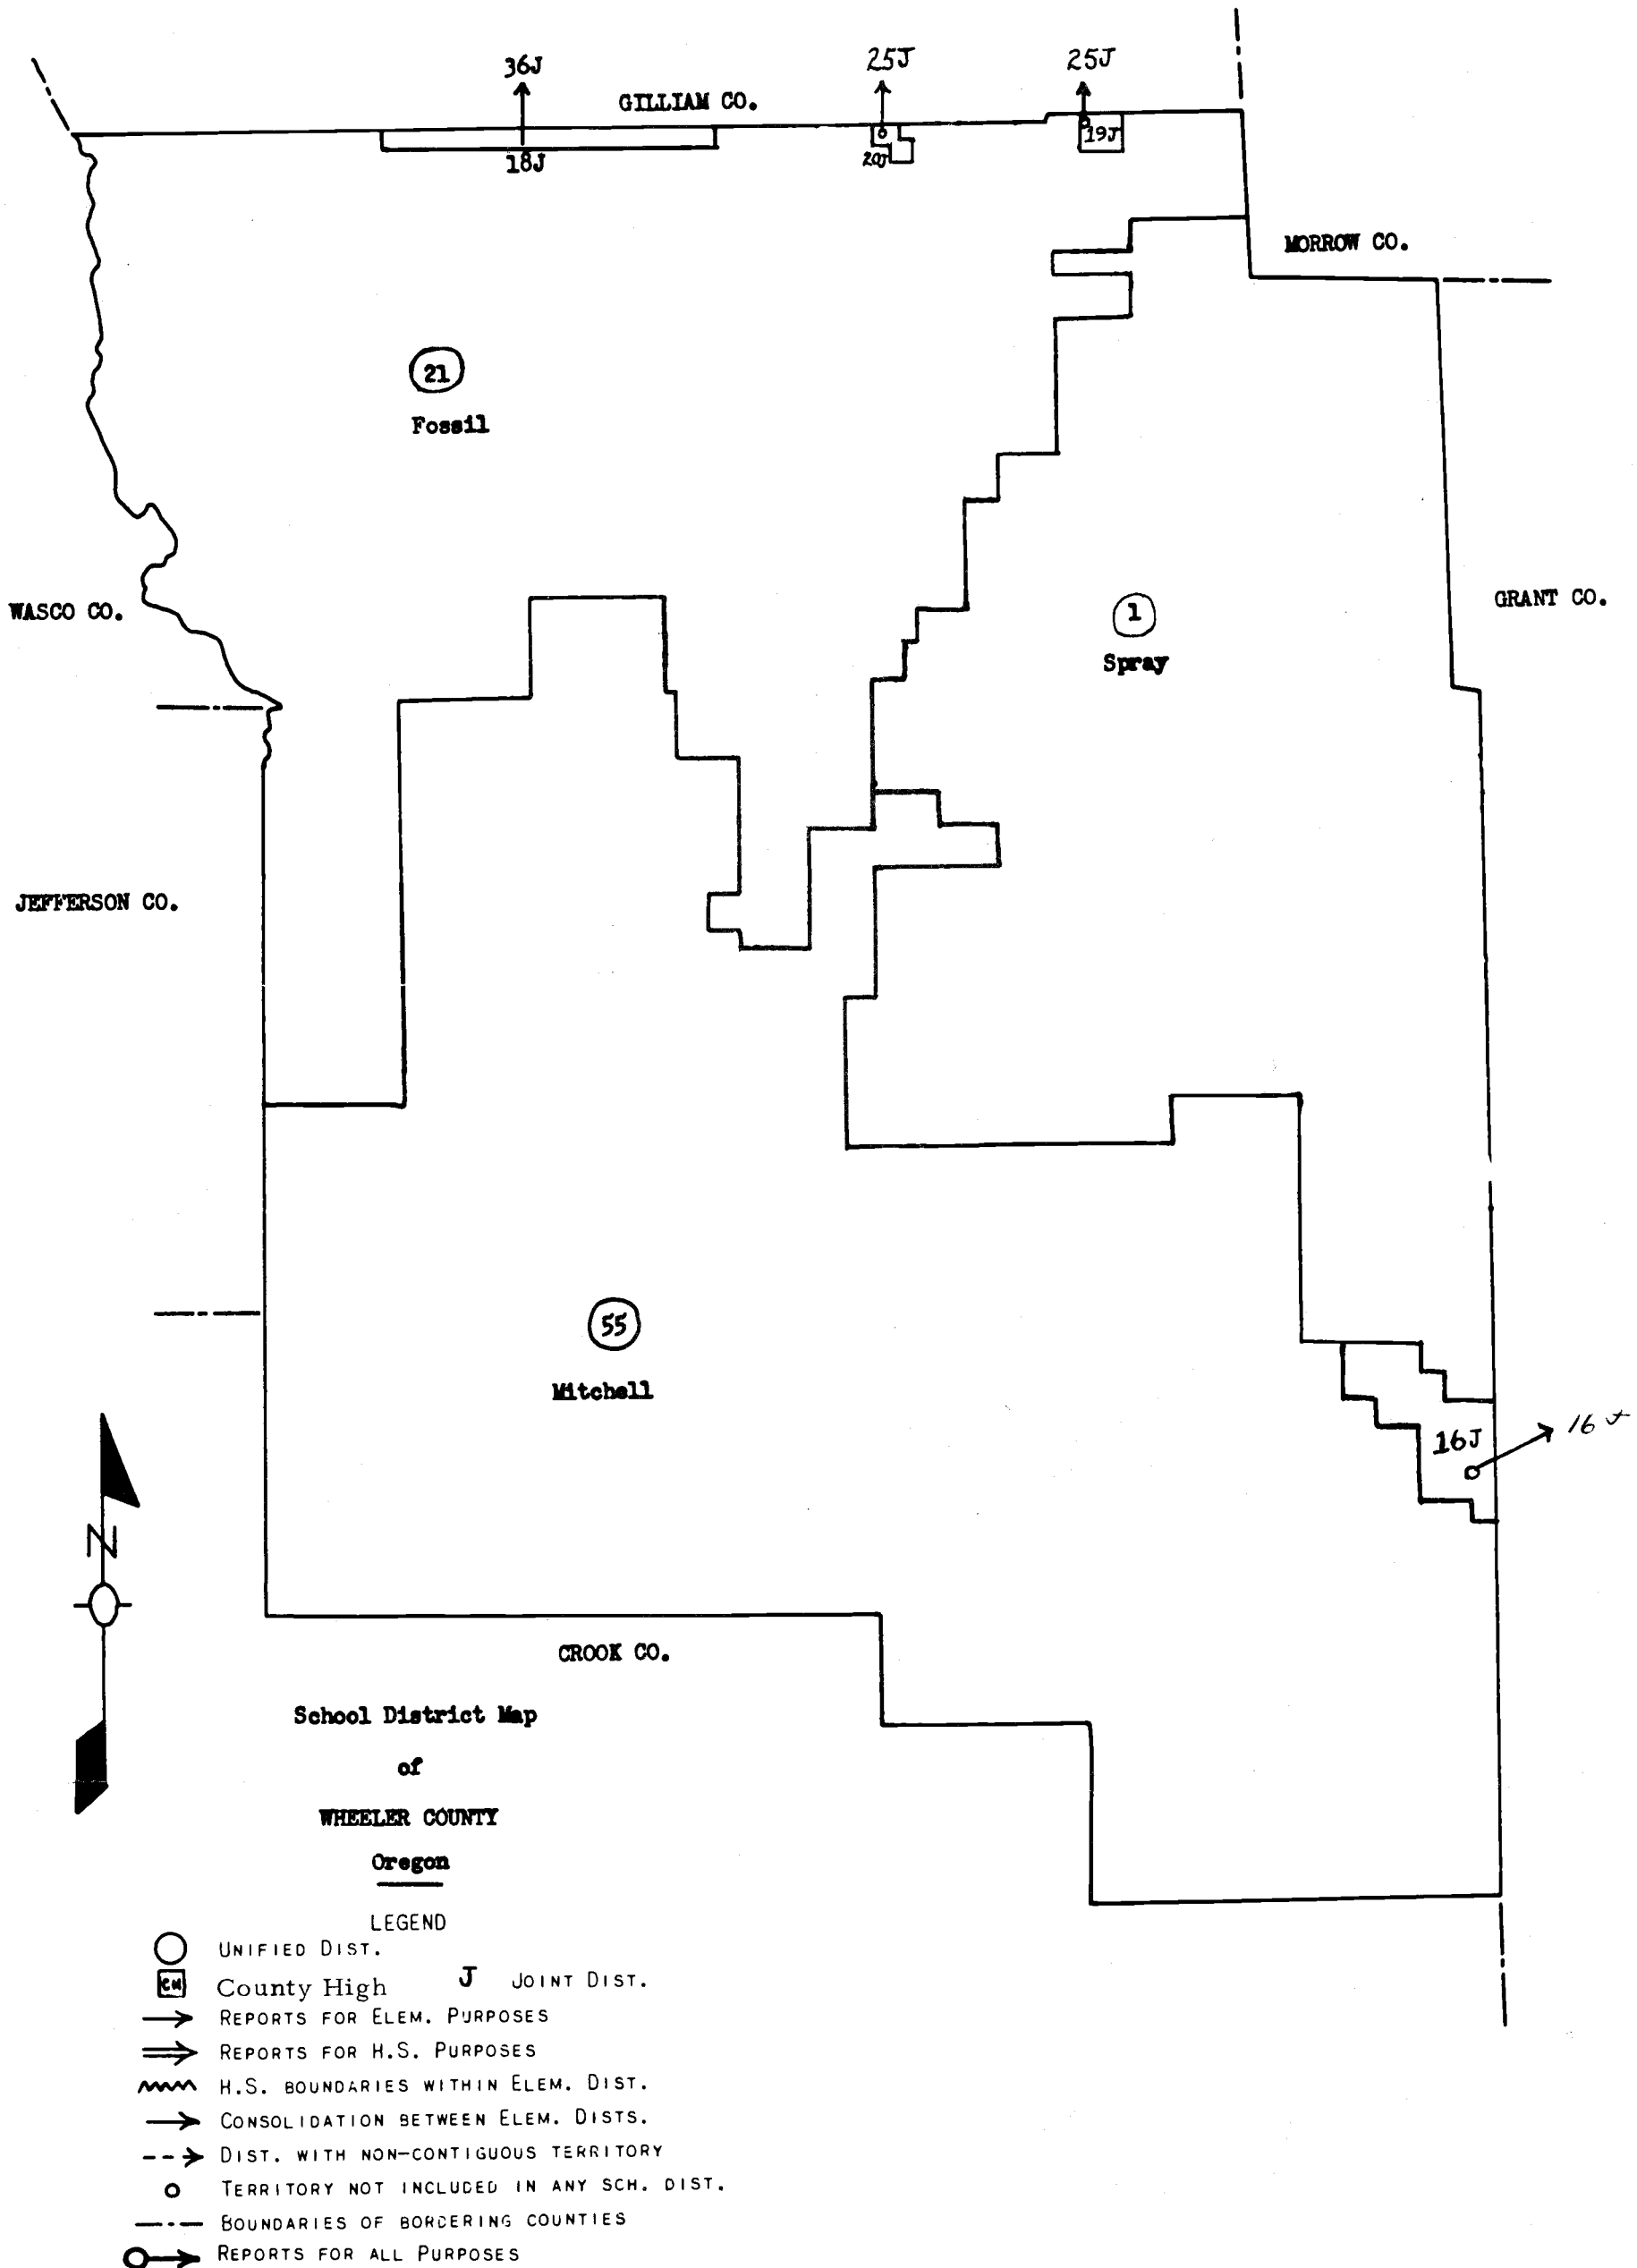 36J 25J 25J
GILLIAM CO.
18J 20J 19J
MORROW CO.
21
Fossil
WASCO CO.
1
Spray
GRANT CO.
JEFFERSON CO.
55
Mitchell
16J 16J
N
CROOK CO.
School District Map
of
WHEELER COUNTY
Oregon
LEGEND
UNIFIED DIST.
CH County High J JOINT DIST.
REPORTS FOR ELEM. PURPOSES
REPORTS FOR H.S. PURPOSES
H.S. BOUNDARIES WITHIN ELEM. DIST.
CONSOLIDATION BETWEEN ELEM. DISTS.
DIST. WITH NON-CONTIGUOUS TERRITORY
TERRITORY NOT INCLUDED IN ANY SCH. DIST.
BOUNDARIES OF BORDERING COUNTIES
REPORTS FOR ALL PURPOSES